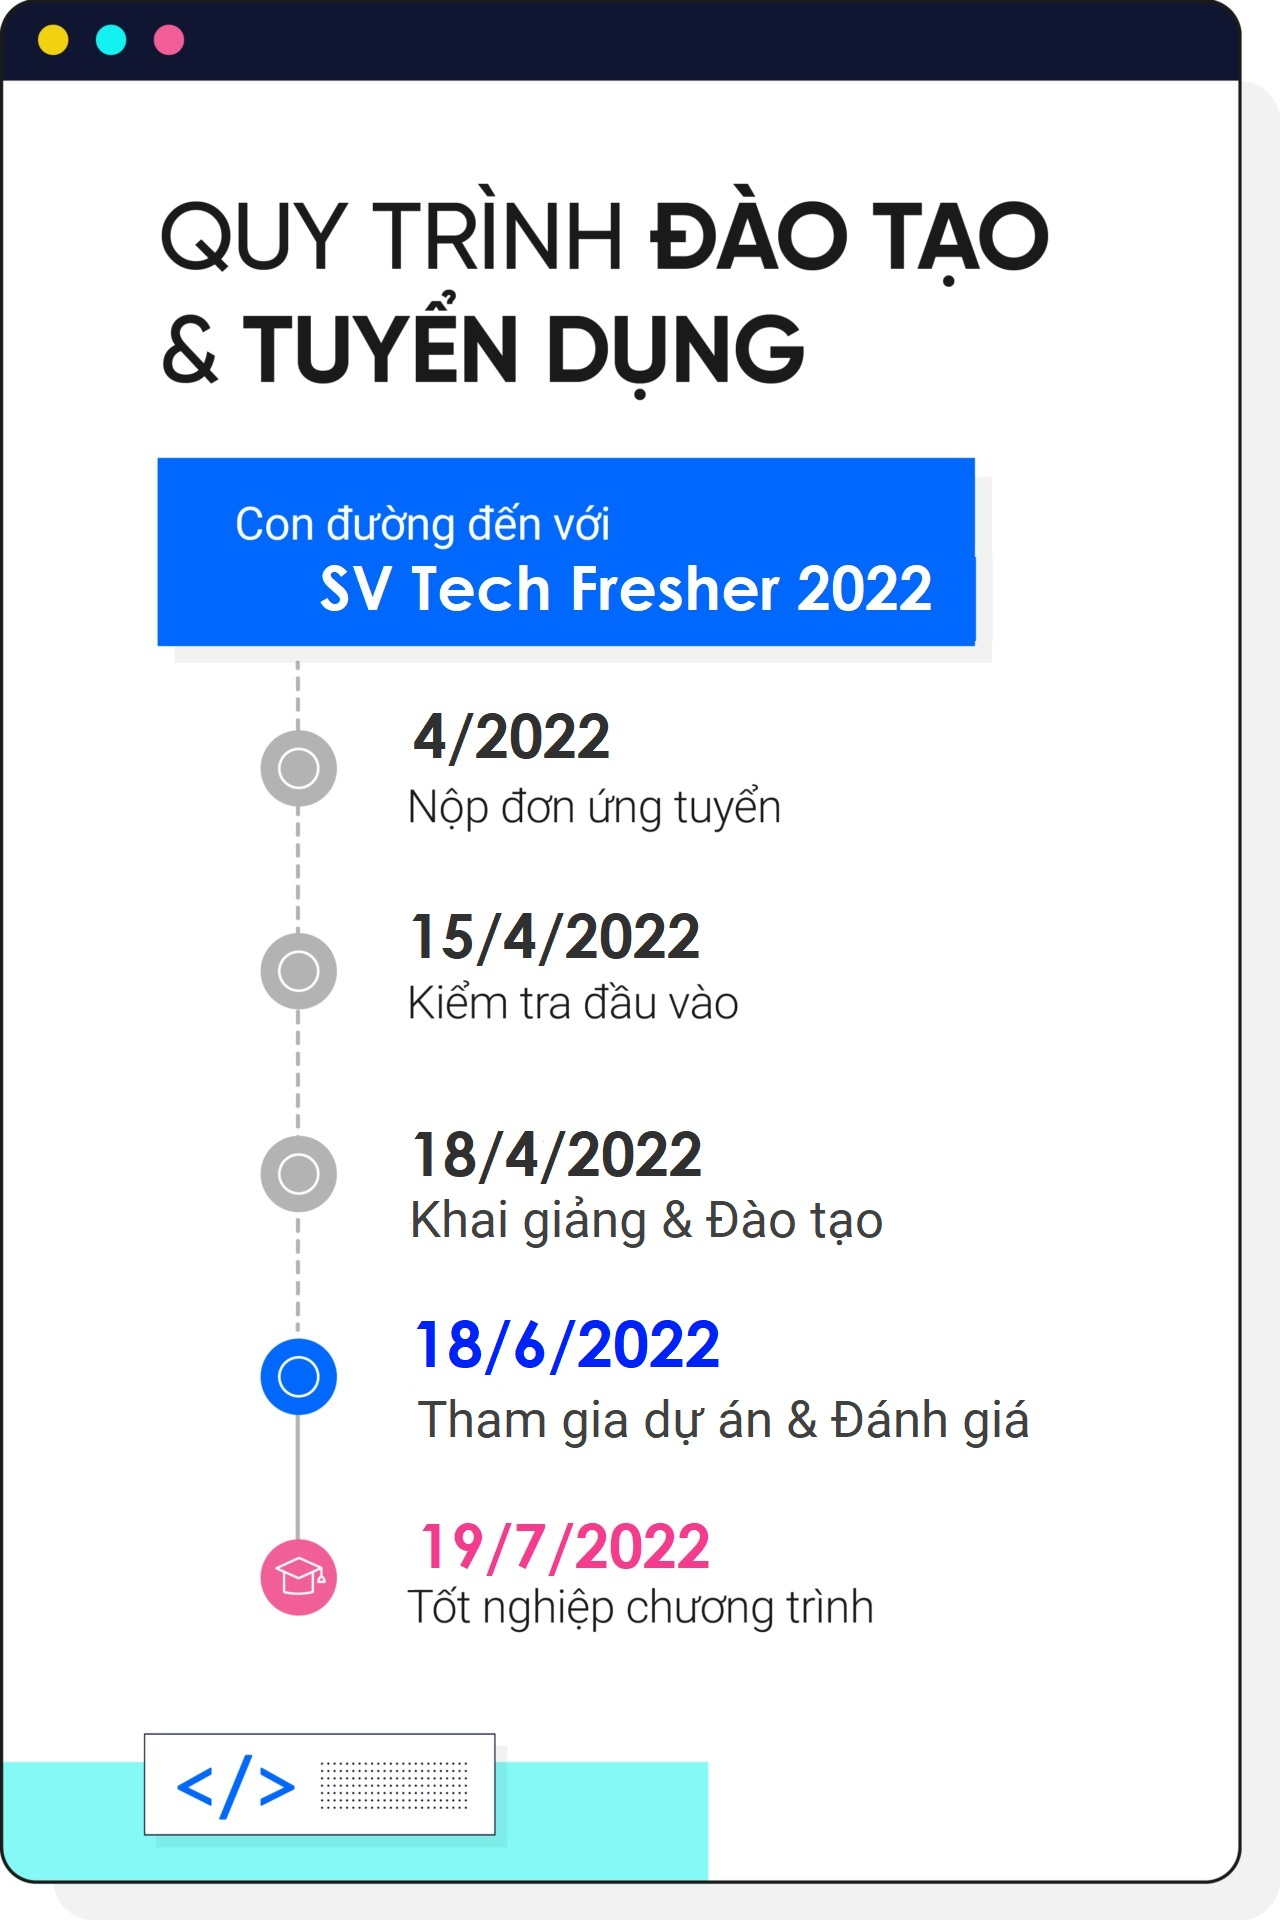 QUY TRÌNH ĐÀO TẠO
& TUYỂN DỤNG
Con đường đến với
SV Tech Fresher 2022
4/2022
Nộp đơn ứng tuyển
15/4/2022
Kiểm tra đầu vào
18/4/2022
Khai giảng & Đào tạo
18/6/2022
Tham gia dự án & Đánh giá
19/7/2022
Tốt nghiệp chương trình
</>